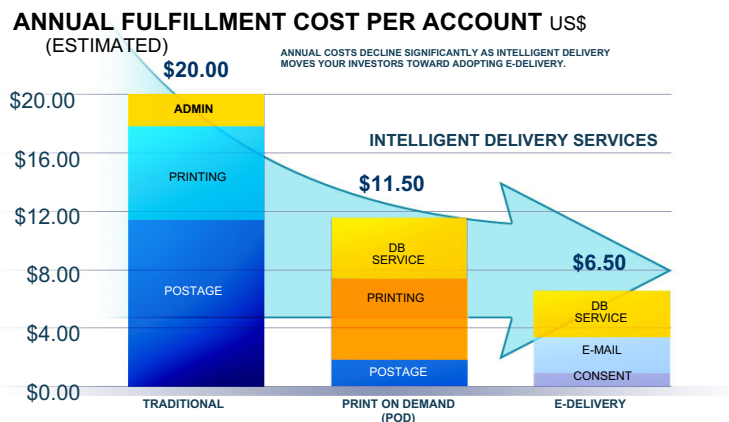 ANNUAL FULFILLMENT COST PER ACCOUNT US$
(ESTIMATED)
ANNUAL COSTS DECLINE SIGNIFICANTLY AS INTELLIGENT DELIVERY
MOVES YOUR INVESTORS TOWARD ADOPTING E-DELIVERY.
$20.00
$20.00
ADMIN
INTELLIGENT DELIVERY SERVICES
$16.00
PRINTING
$11.50
$12.00
DB
SERVICE
$6.50
$8.00
POSTAGE
PRINTING
DB
SERVICE
$4.00
E-MAIL
POSTAGE
CONSENT
$0.00
TRADITIONAL
PRINT ON DEMAND
(POD)
E-DELIVERY